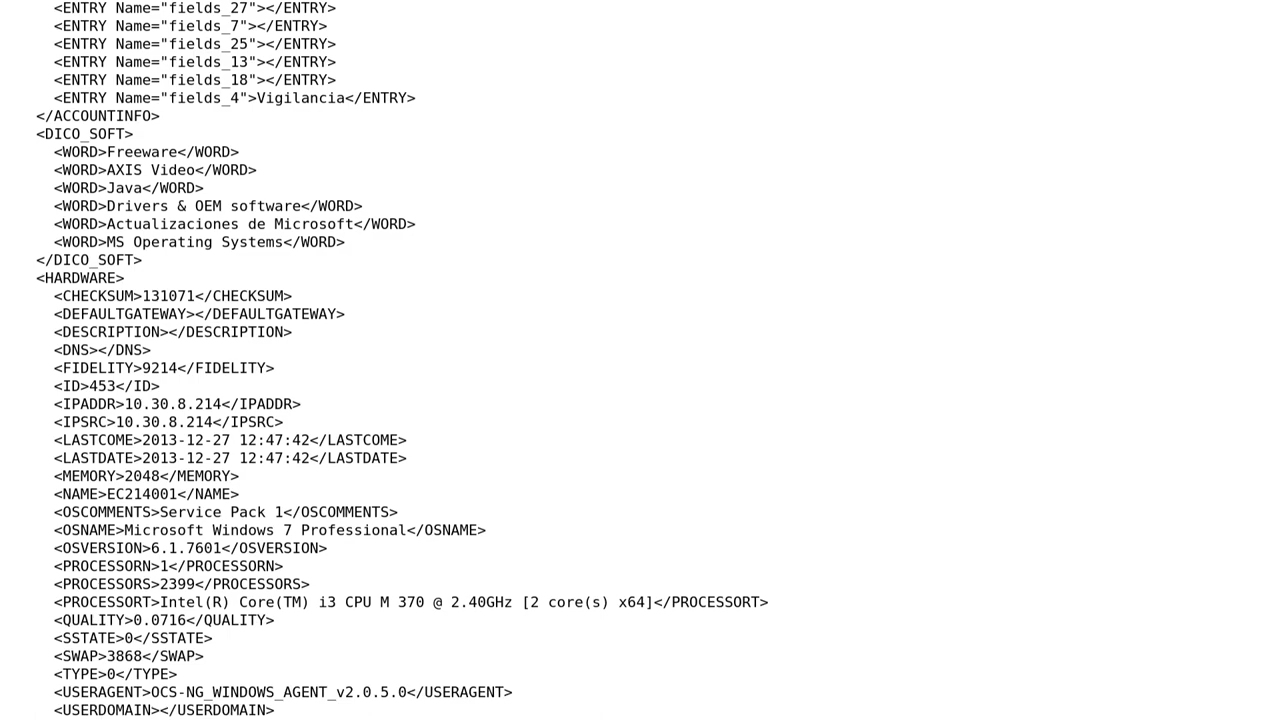 <ENTRY Name="fields_27"></ENTRY>
<ENTRY Name="fields_7"></ENTRY>
<ENTRY Name="fields_25"></ENTRY>
<ENTRY Name="fields_13"></ENTRY>
<ENTRY Name="fields_18"></ENTRY>
<ENTRY Name="fields_4">Vigilancia</ENTRY>
</ACCOUNTINFO>
<DICO_SOFT>
<WORD>Freeware</WORD>
<WORD>AXIS Video</WORD>
<WORD>Java</WORD>
<WORD>Drivers & OEM software</WORD>
<WORD>Actualizaciones de Microsoft</WORD>
<WORD>MS Operating Systems</WORD>
</DICO_SOFT>
<HARDWARE>
<CHECKSUM>131071</CHECKSUM>
<DEFAULTGATEWAY></DEFAULTGATEWAY>
<DESCRIPTION></DESCRIPTION>
<DNS></DNS>
<FIDELITY>9214</FIDELITY>
<ID>453</ID>
<IPADDR>10.30.8.214</IPADDR>
<IPSRC>10.30.8.214</IPSRC>
<LASTCOME>2013-12-27 12:47:42</LASTCOME>
<LASTDATE>2013-12-27 12:47:42</LASTDATE>
<MEMORY>2048</MEMORY>
<NAME>EC214001</NAME>
<OSCOMMENTS>Service Pack 1</OSCOMMENTS>
<OSNAME>Microsoft Windows 7 Professional</OSNAME>
<OSVERSION>6.1.7601</OSVERSION>
<PROCESSORN>1</PROCESSORN>
<PROCESSORS>2399</PROCESSORS>
<PROCESSORT>Intel(R) Core(TM) i3 CPU M 370 @ 2.40GHz [2 core(s) x64]</PROCESSORT>
<QUALITY>0.0716</QUALITY>
<SSTATE>0</SSTATE>
<SWAP>3868</SWAP>
<TYPE>0</TYPE>
<USERAGENT>OCS-NG_WINDOWS_AGENT_v2.0.5.0</USERAGENT>
<USERDOMAIN></USERDOMAIN>